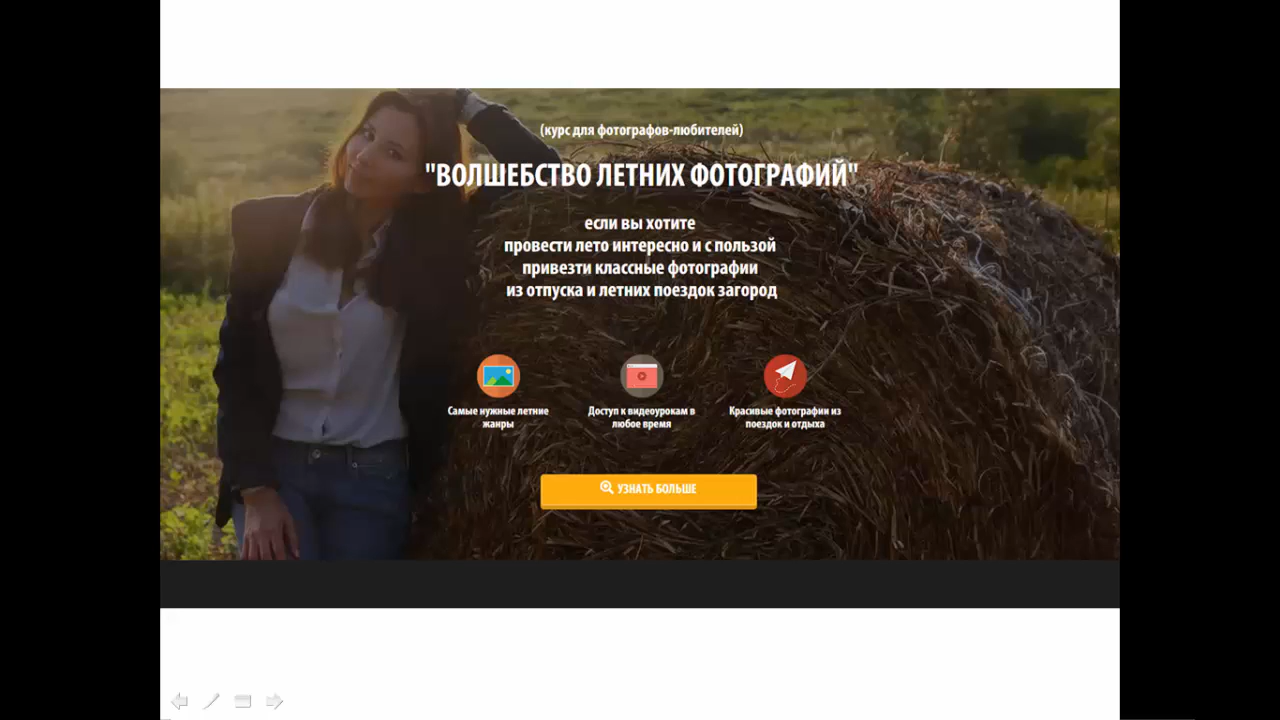 (курс для фотографов-любителей)
"ВОЛШЕБСТВО ЛЕТНИХ ФОТОГРАФИЙ"
если вы хотите
провести лето интересно и с пользой
привезти классные фотографии
из отпуска и летних поездок загород
Самые нужные летние
жанры
Доступ к видеоурокам в
любое время
Красивые фотографии из
поездок и отдыха
УЗНАТЬ БОЛЬШЕ